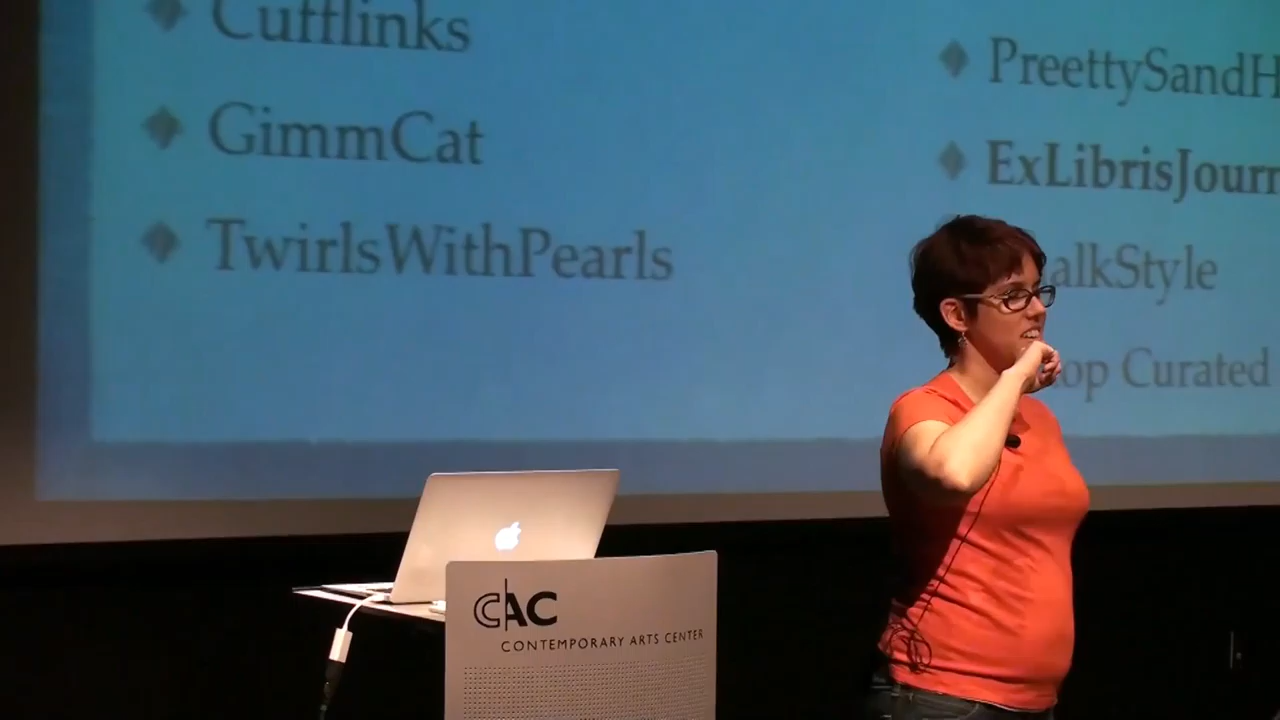 Cufflinks
GimmCat
TwirlsWithPearls
PreettySandH
ExLibrisJourn
alkStyle
op Curated
CAC
CONTEMPORARY ARTS CENTER